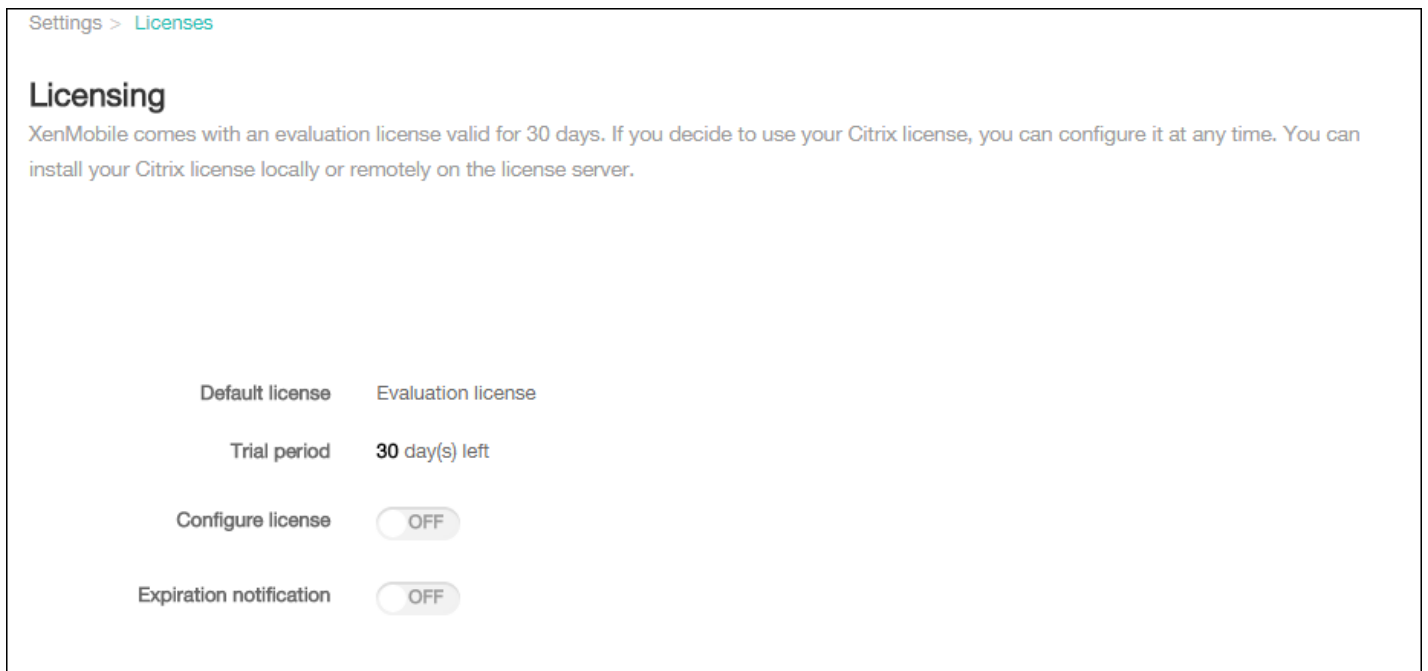 Settings > Licenses
Licensing
XenMobile comes with an evaluation license valid for 30 days. If you decide to use your Citrix license, you can configure it at any time. You can
install your Citrix license locally or remotely on the license server.
Default license Evaluation license
Trial period 30 day(s) left
Configure license OFF
Expiration notification OFF